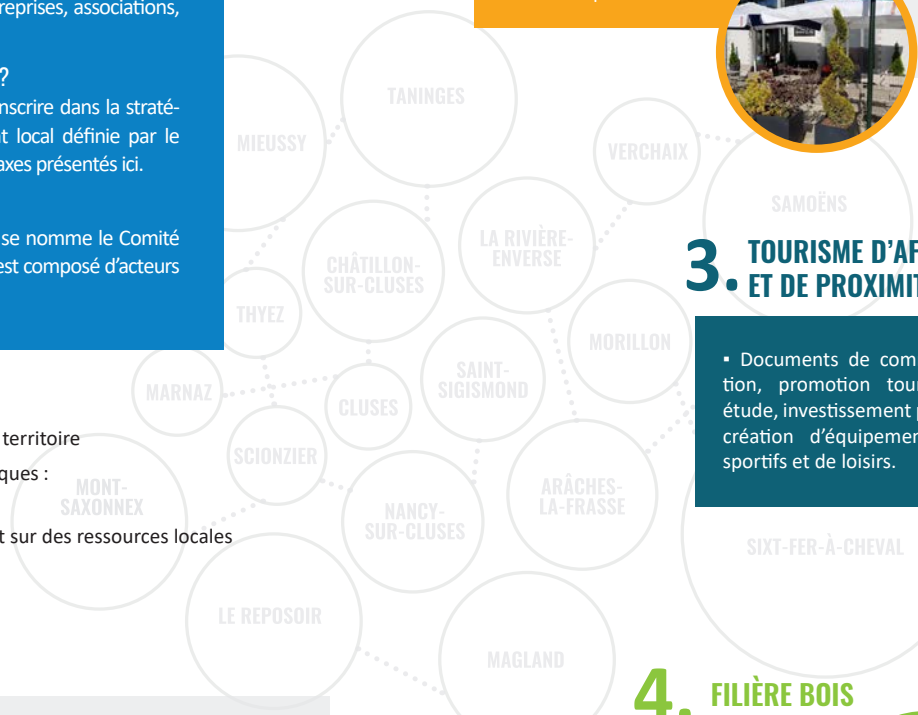 reprises, associations,
?
nscrire dans la straté-
t local définie par le
axes présentés ici.
se nomme le Comité
est composé d'acteurs
territoire
ques :
t sur des ressources locales
TANINGES
MIEUSSY
VERCHAIX
SAMOËNS
LA RIVIÈRE-
ENVERSE
CHÂTILLON-
SUR-CLUSES
THYEZ
MORILLON
SAINT-
SIGISMOND
MARNAZ
CLUSES
SCIONZIER
MONT-
SAXONNEX
ARÂCHES-
LA-FRASSE
NANCY-
SUR-CLUSES
SIXT-FER-À-CHEVAL
LE REPOSOIR
MAGLAND
3. TOURISME D'AF
ET DE PROXIMIT
▪ Documents de com
tion, promotion tour
étude, investissement
création d'équipemen
sportifs et de loisirs.
4. FILIÈRE BOIS